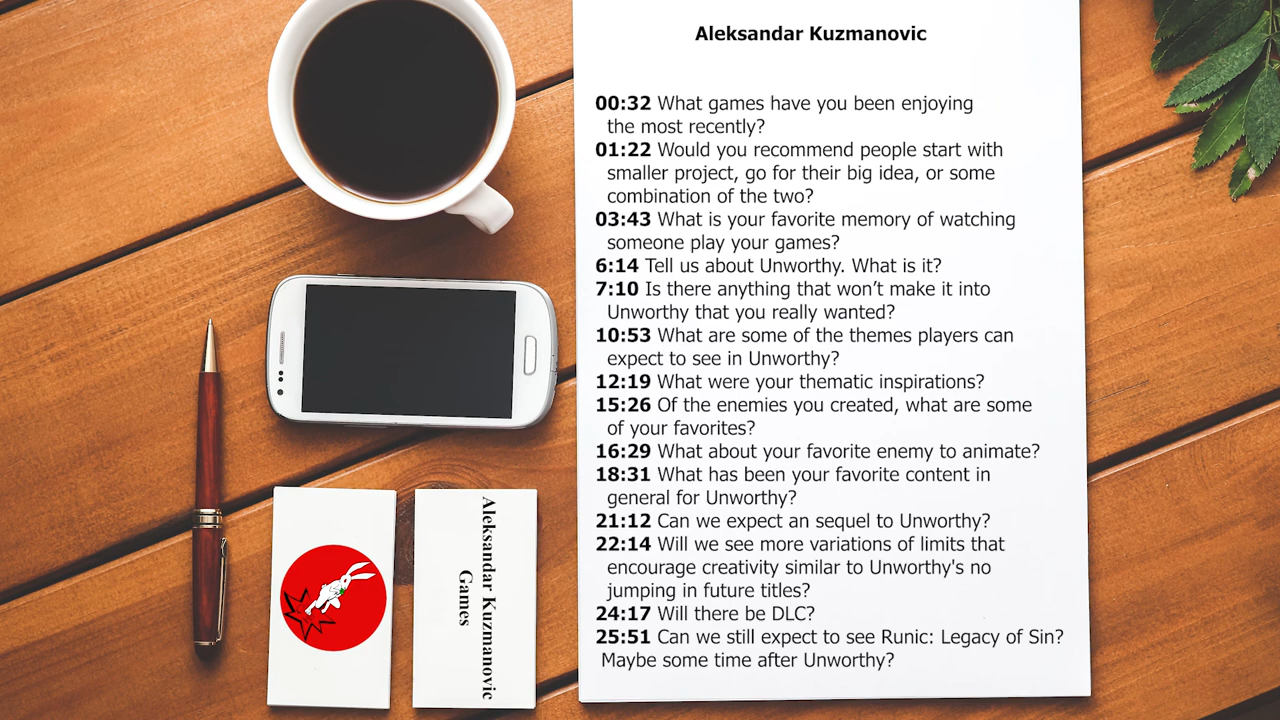 Aleksandar Kuzmanovic
00:32 What games have you been enjoying
the most recently?
01:22 Would you recommend people start with
smaller project, go for their big idea, or some
combination of the two?
03:43 What is your favorite memory of watching
someone play your games?
6:14 Tell us about Unworthy. What is it?
7:10 Is there anything that won’t make it into
Unworthy that you really wanted?
10:53 What are some of the themes players can
expect to see in Unworthy?
12:19 What were your thematic inspirations?
15:26 Of the enemies you created, what are some
of your favorites?
16:29 What about your favorite enemy to animate?
18:31 What has been your favorite content in
general for Unworthy?
21:12 Can we expect an sequel to Unworthy?
22:14 Will we see more variations of limits that
encourage creativity similar to Unworthy's no
jumping in future titles?
24:17 Will there be DLC?
25:51 Can we still expect to see Runic: Legacy of Sin?
Maybe some time after Unworthy?
Aleksandar Kuzmanovic
Games